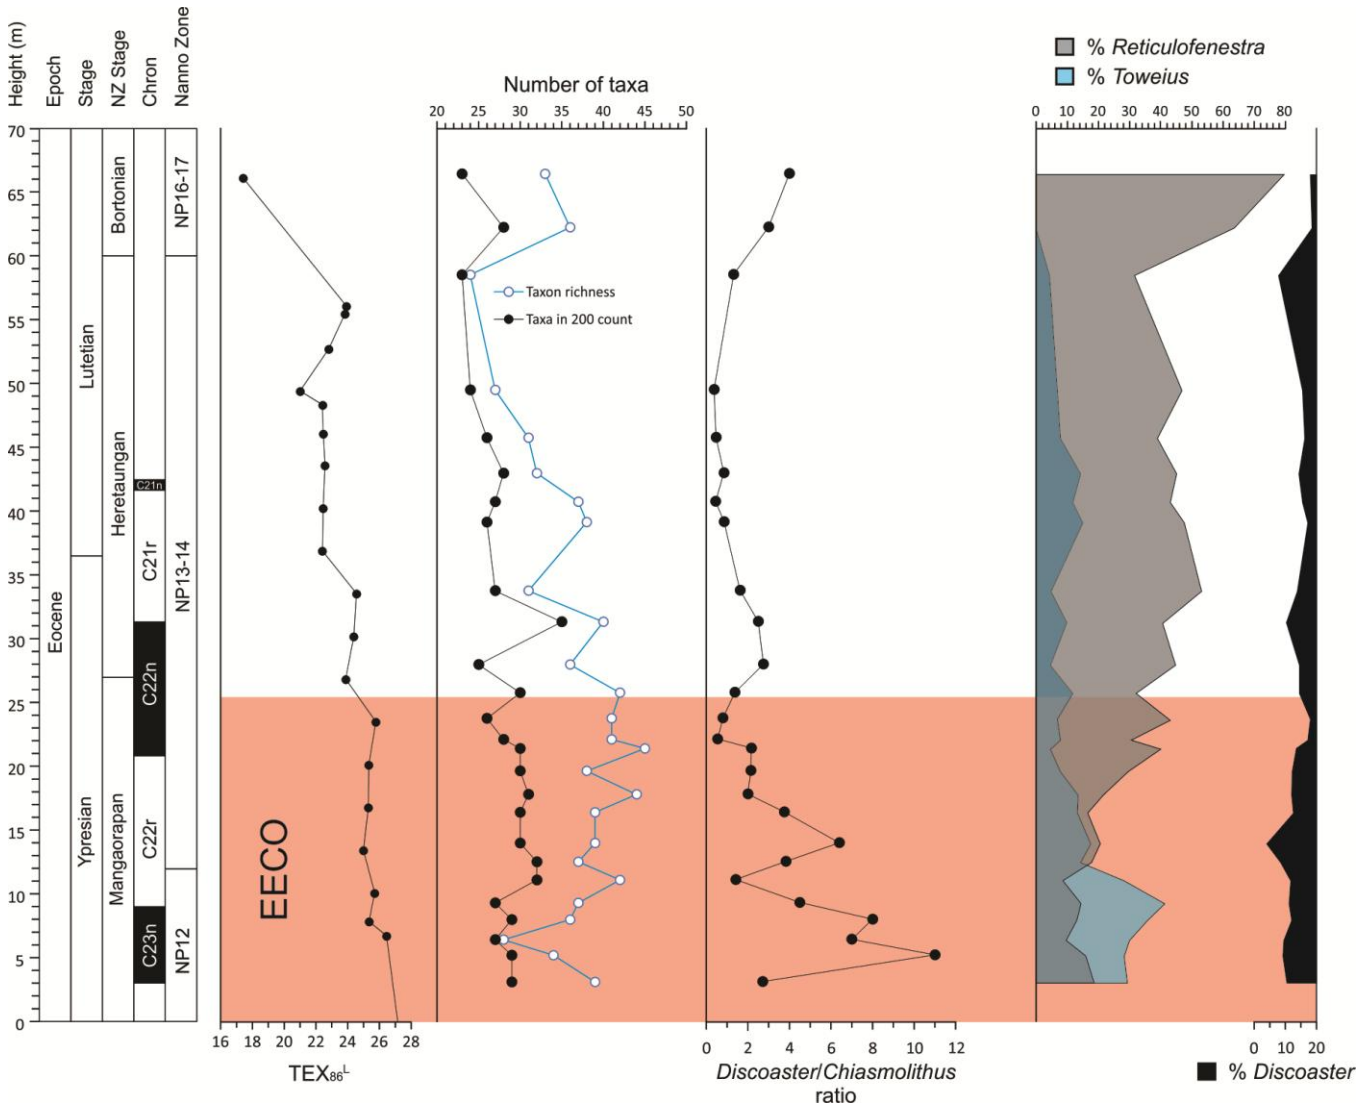 % Reticulofenestra
% Toweius
Height (m)
Epoch
Stage
NZ Stage
Chron
Nanno Zone
Number of taxa
20 25 30 35 40 45 50
0 10 20 30 40 50 60 70 80
70
65
60
55
50
45
40
35
30
25
20
15
10
5
0
Eocene
Lutetian
Ypresian
Bortonian
Heretaungan
Mangaorapan
C21n
C21r
C22n
C22r
C23n
NP16-17
NP13-14
NP12
Taxon richness
Taxa in 200 count
EECO
16 18 20 22 24 26 28
TEX86L
0 2 4 6 8 10 12
Discoaster/Chiasmolithus
ratio
0 10 20
% Discoaster